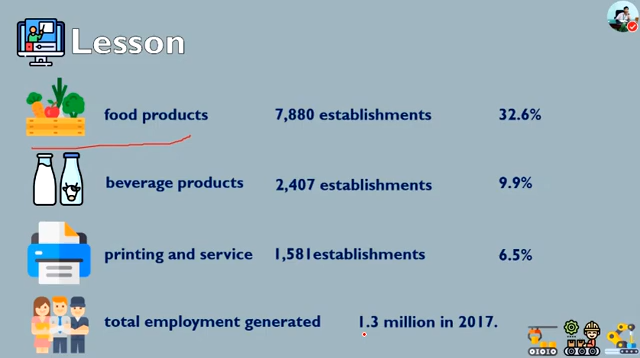 Lesson
food products 7,880 establishments 32.6%
beverage products 2,407 establishments 9.9%
printing and service 1,581establishments 6.5%
total employment generated 1.3 million in 2017.